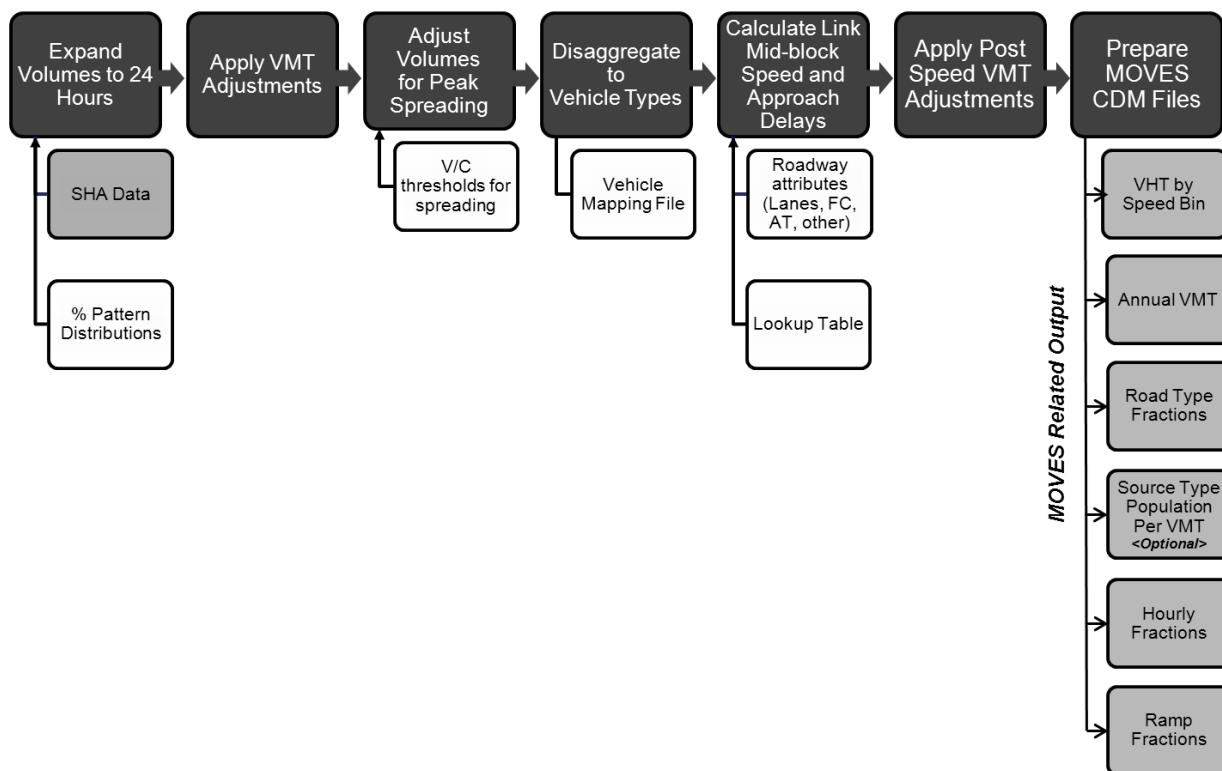 Expand
Volumes to 24
Hours
Apply VMT
Adjustments
Adjust
Volumes
for Peak
Spreading
Disaggregate
to
Vehicle Types
Calculate Link
Mid-block
Speed and
Approach
Delays
Apply Post
Speed VMT
Adjustments
Prepare
MOVES
CDM Files
SHA Data
% Pattern
Distributions
V/C
thresholds for
spreading
Vehicle
Mapping File
Roadway
attributes
(Lanes, FC,
AT, other)
Lookup Table
MOVES Related Output
VHT by
Speed Bin
Annual VMT
Road Type
Fractions
Source Type
Population
Per VMT
<Optional>
Hourly
Fractions
Ramp
Fractions